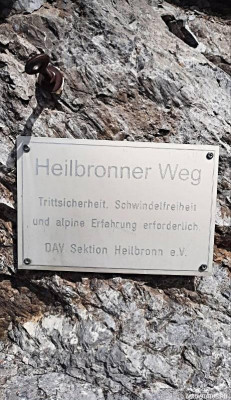 Heilbronner Weg
Trittsicherheit. Schwindelfreiheit
und alpine Erfahrung erforderlich
DAV Sektion Heilbronn e.V.